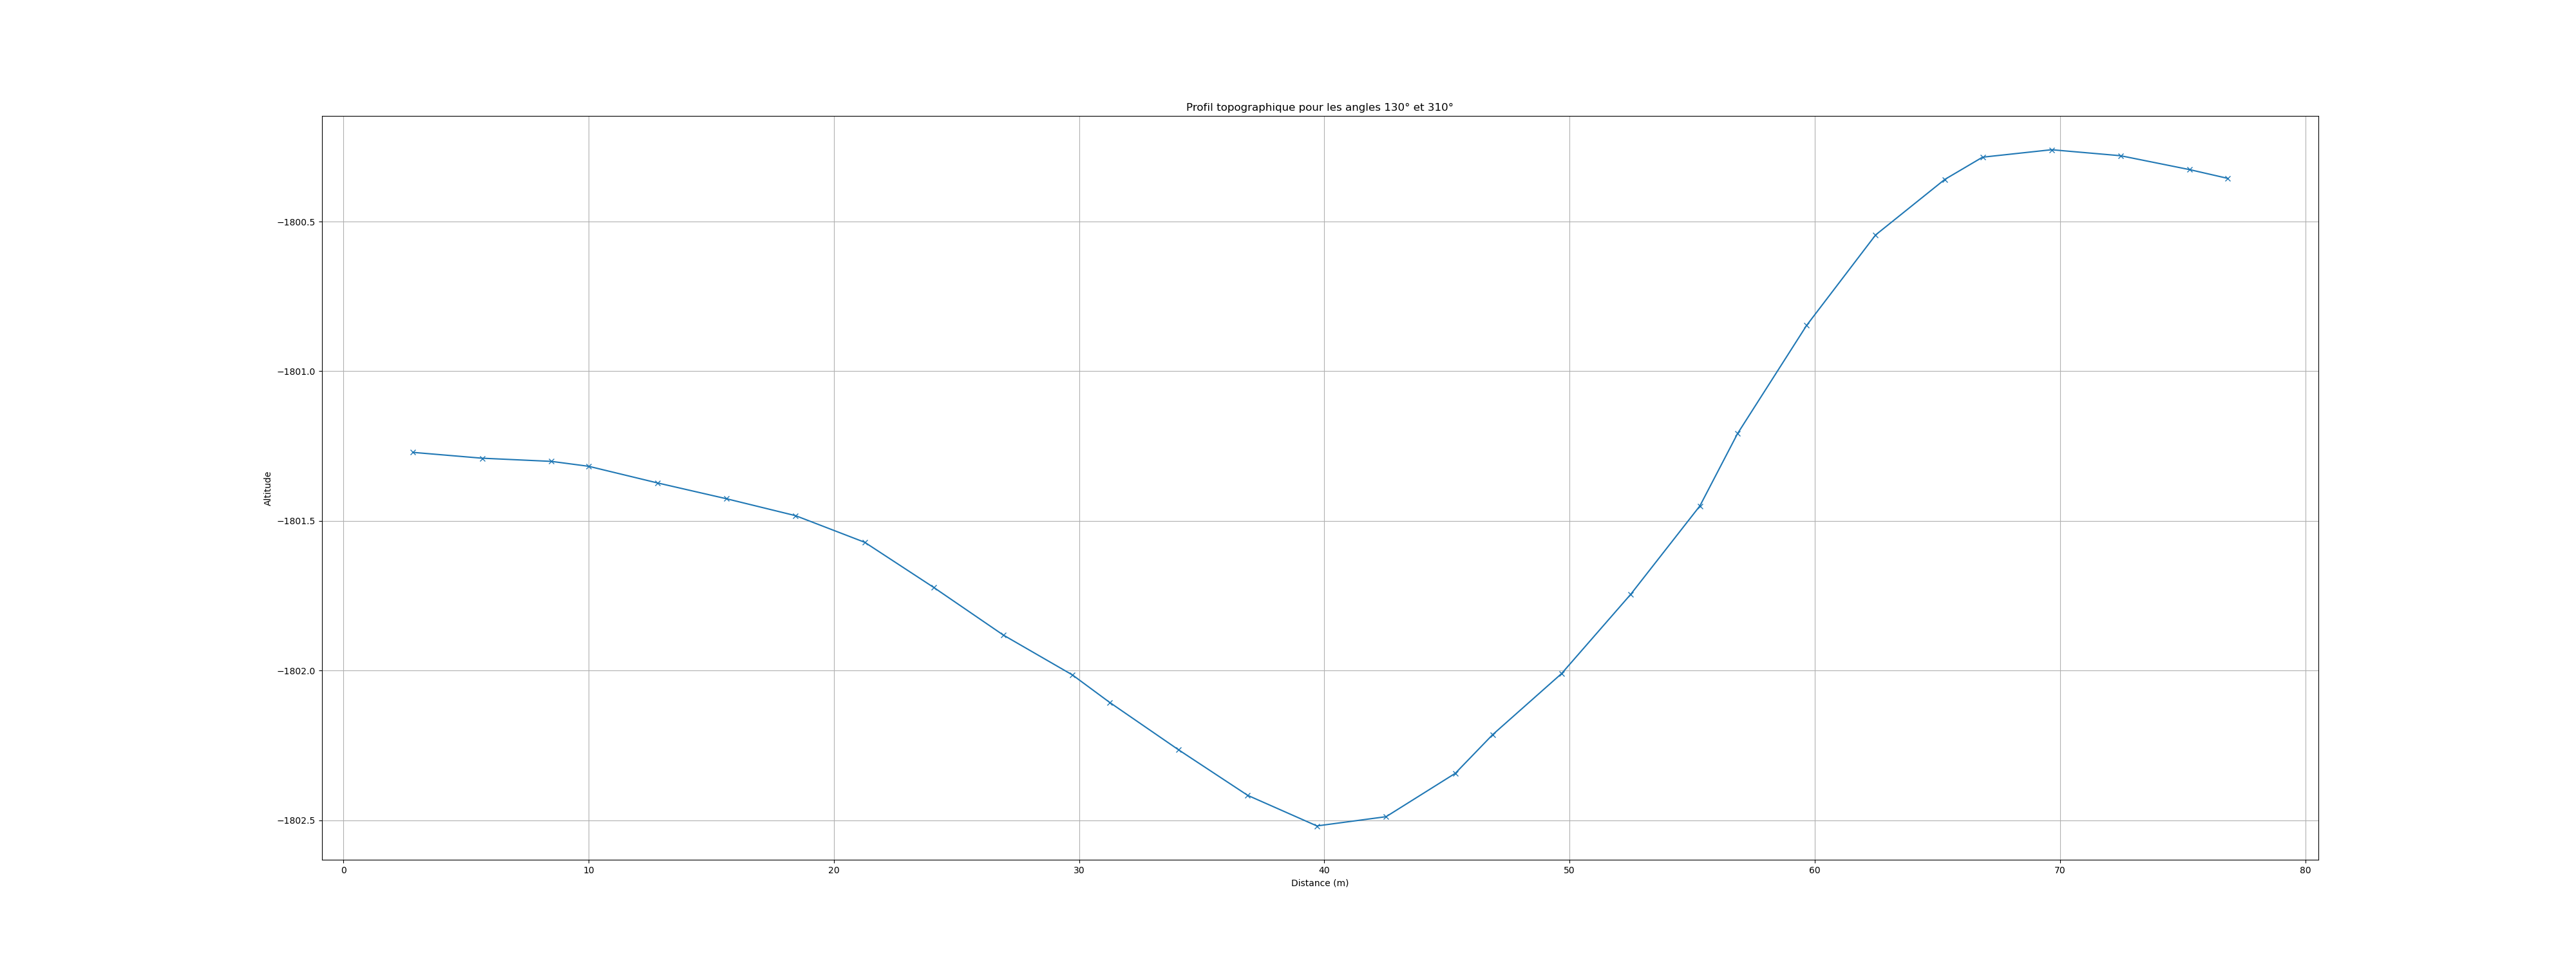 Profil topographique pour les angles 130° et 310°
Altitude
−1800.5
−1801.0
−1801.5
−1802.0
−1802.5
0 10 20 30 40 50 60 70 80
Distance (m)